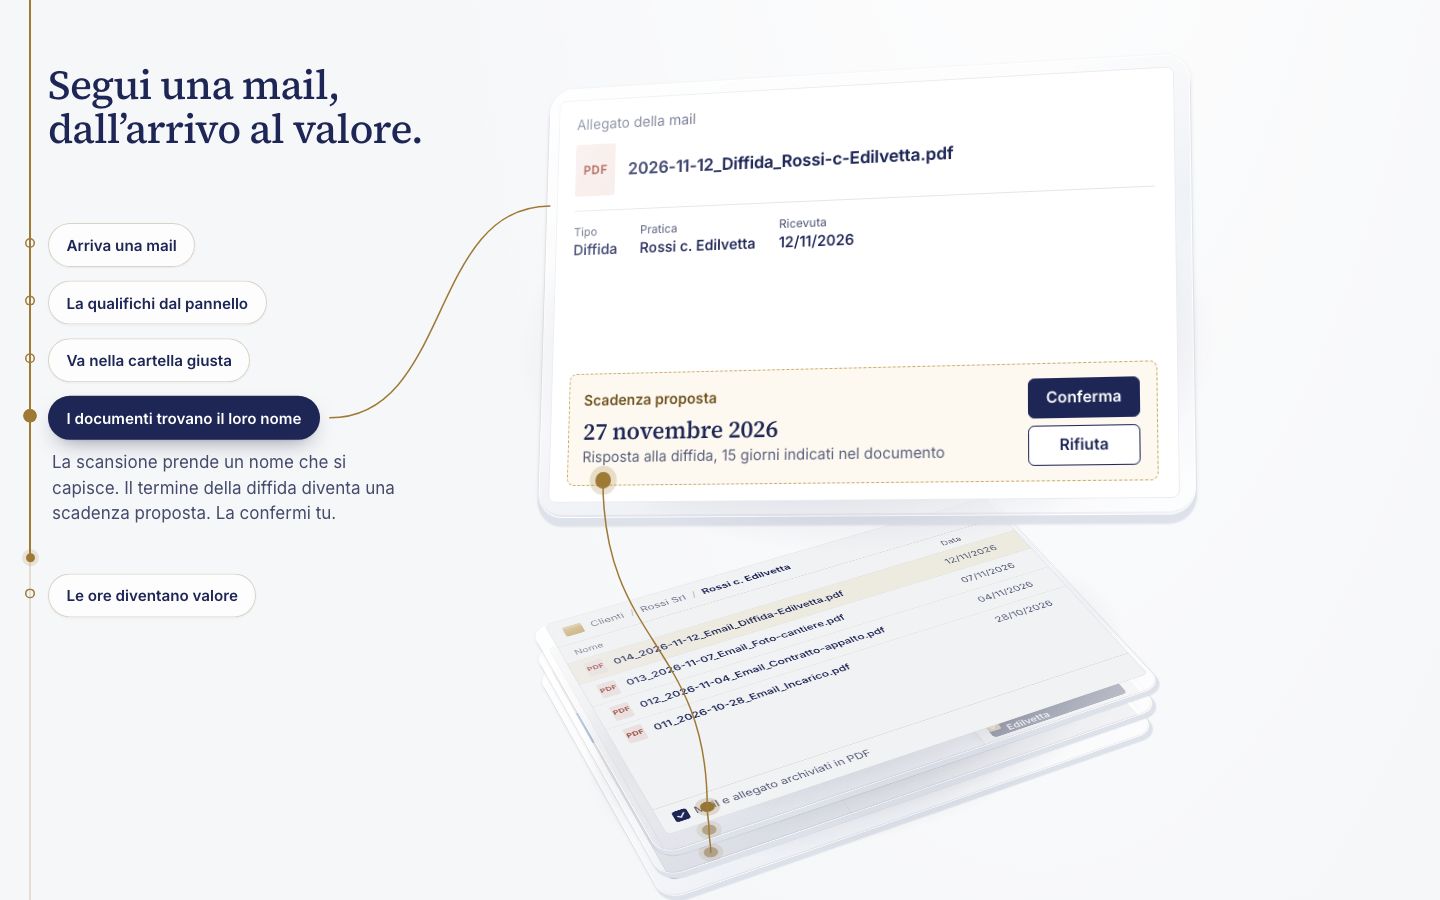 Segui una mail,
dall’arrivo al valore.
Arriva una mail
La qualifichi dal pannello
Va nella cartella giusta
I documenti trovano il loro nome
La scansione prende un nome che si
capisce. Il termine della diffida diventa una
scadenza proposta. La confermi tu.
Le ore diventano valore
Allegato della mail
PDF 2026-11-12_Diffida_Rossi-c-Edilvetta.pdf
Tipo Pratica Ricevuta
Diffida Rossi c. Edilvetta 12/11/2026
Scadenza proposta
27 novembre 2026
Risposta alla diffida, 15 giorni indicati nel documento
Conferma
Rifiuta
Clienti / Rossi Srl / Rossi c. Edilvetta
Nome Data
PDF 014_2026-11-12_Email_Diffida-Edilvetta.pdf 12/11/2026
PDF 013_2026-11-07_Email_Foto-cantiere.pdf 07/11/2026
PDF 012_2026-11-04_Email_Contratto-appalto.pdf 04/11/2026
PDF 011_2026-10-28_Email_Incarico.pdf 28/10/2026
Mail e allegato archiviati in PDF
Edilvetta